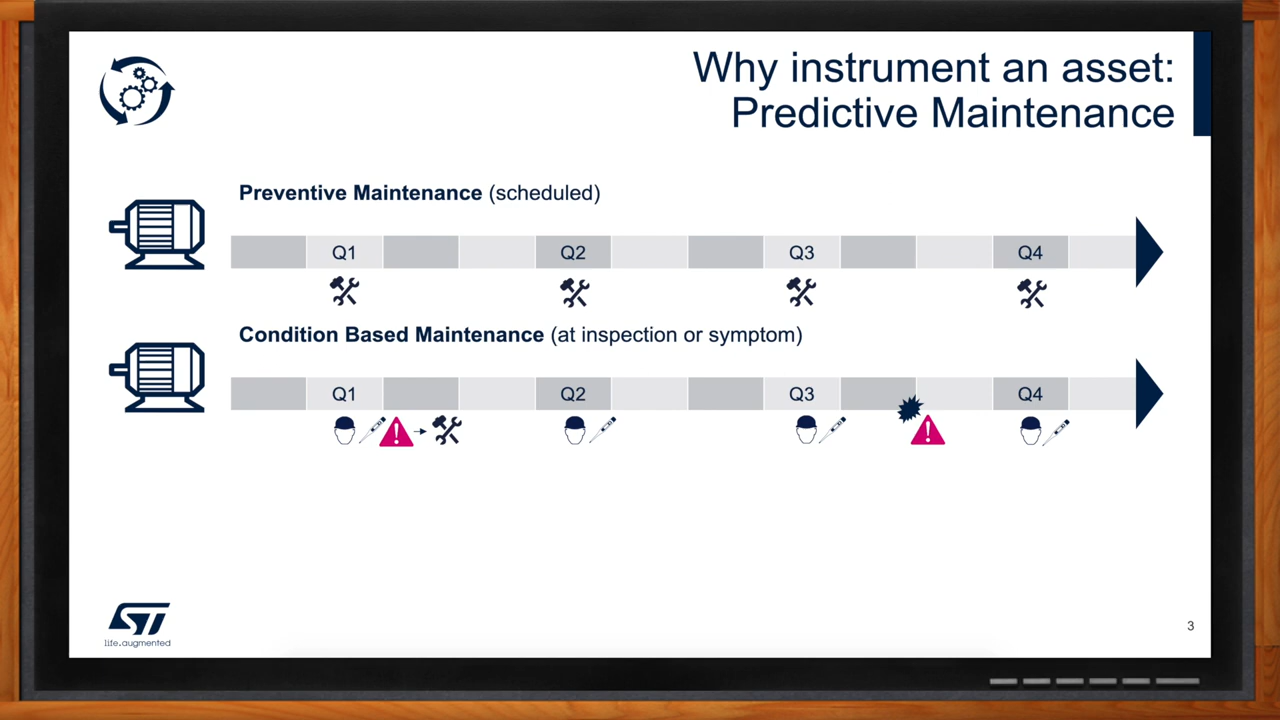 Why instrument an asset:
Predictive Maintenance
Preventive Maintenance (scheduled)
Q1 Q2 Q3 Q4
Condition Based Maintenance (at inspection or symptom)
Q1 Q2 Q3 Q4
ST
life.augmented
3